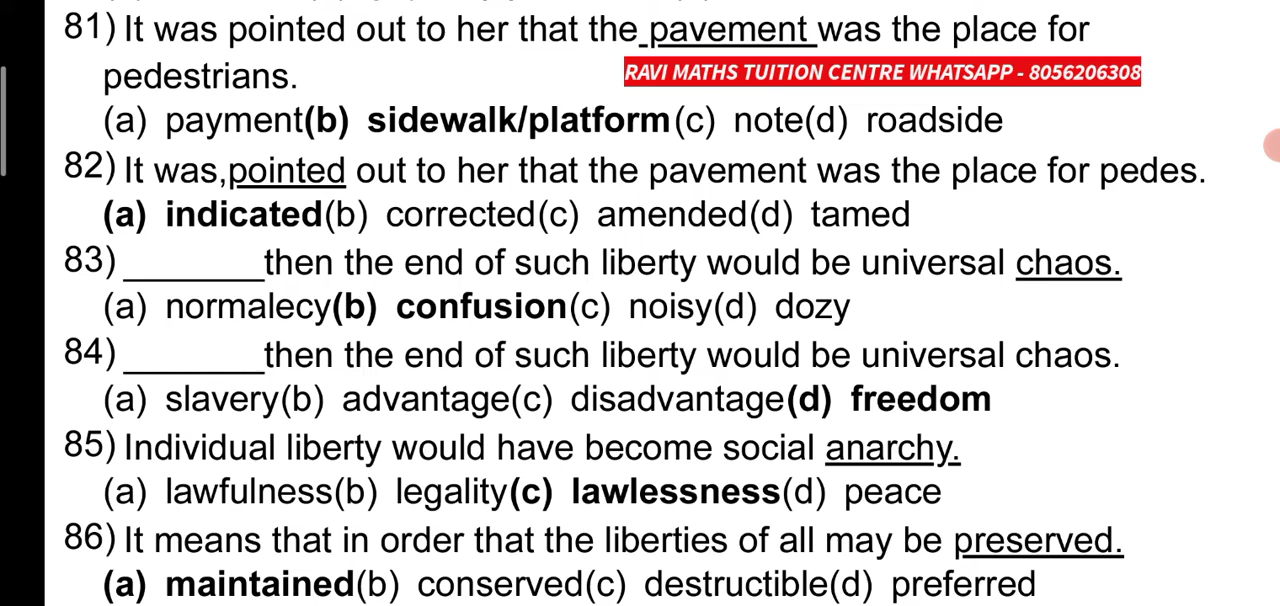 81) It was pointed out to her that the pavement was the place for
pedestrians.
RAVI MATHS TUITION CENTRE WHATSAPP - 8056206308
(a) payment(b) sidewalk/platform(c) note(d) roadside
82) It was,pointed out to her that the pavement was the place for pedes.
(a) indicated(b) corrected(c) amended(d) tamed
83) ________then the end of such liberty would be universal chaos.
(a) normalecy(b) confusion(c) noisy(d) dozy
84) ________then the end of such liberty would be universal chaos.
(a) slavery(b) advantage(c) disadvantage(d) freedom
85) Individual liberty would have become social anarchy.
(a) lawfulness(b) legality(c) lawlessness(d) peace
86) It means that in order that the liberties of all may be preserved.
(a) maintained(b) conserved(c) destructible(d) preferred